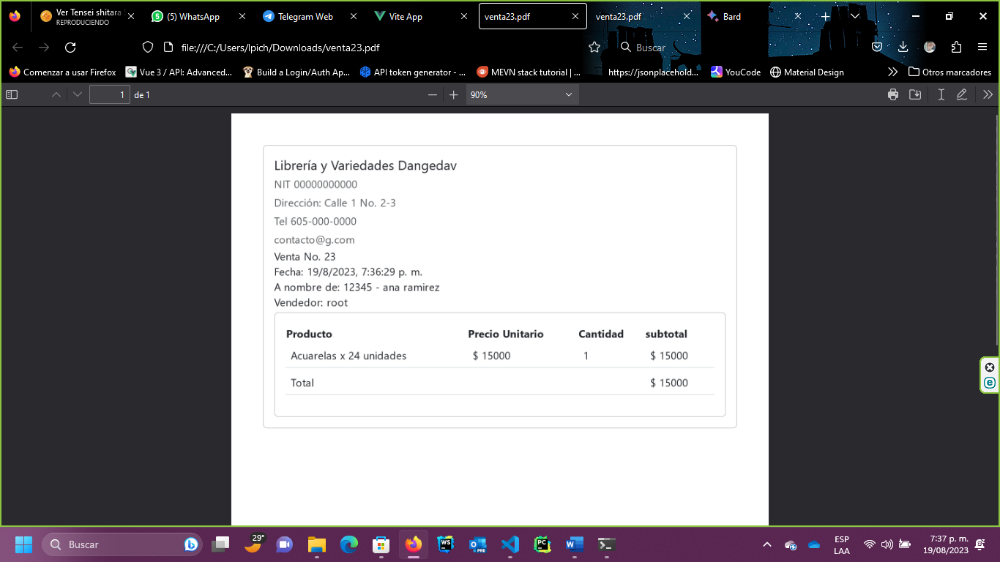 Ver Tensei shitara
REPRODUCIENDO
(5) WhatsApp
Telegram Web
Vite App
venta23.pdf
venta23.pdf
Bard
file:///C:/Users/lpich/Downloads/venta23.pdf
Buscar
Comenzar a usar Firefox
Vue 3 / API: Advanced...
Build a Login/Auth Ap...
API token generator - ...
MEVN stack tutorial | ...
https://jsonplacehold...
YouCode
Material Design
Otros marcadores
1 de 1
90%
Librería y Variedades Dangedav
NIT 00000000000
Dirección: Calle 1 No. 2-3
Tel 605-000-0000
contacto@g.com
Venta No. 23
Fecha: 19/8/2023, 7:36:29 p. m.
A nombre de: 12345 - ana ramirez
Vendedor: root
Producto Precio Unitario Cantidad subtotal
Acuarelas x 24 unidades $ 15000 1 $ 15000
Total $ 15000
Buscar
29°
WS
PRE
PC
W
ESP
LAA
7:37 p. m.
19/08/2023